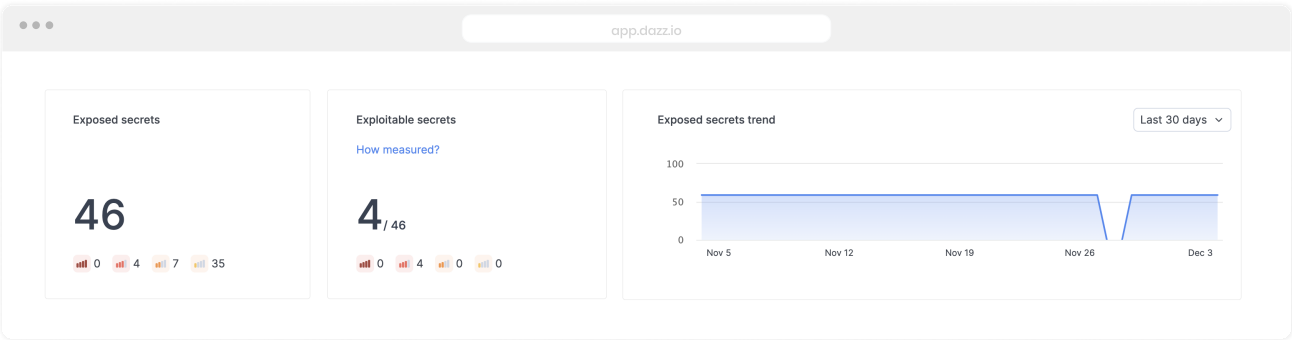 app.dazz.io
Exposed secrets
46
0 4 7 35
Exploitable secrets
How measured?
4/ 46
0 4 0 0
Exposed secrets trend
Last 30 days
100
50
0
Nov 5 Nov 12 Nov 19 Nov 26 Dec 3